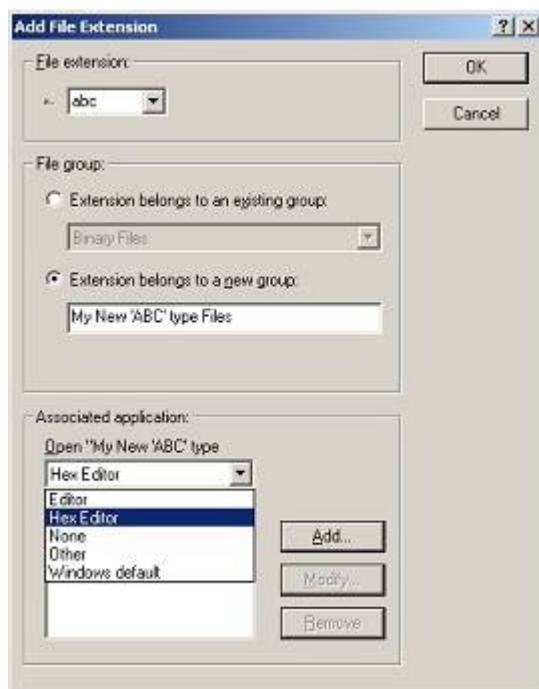 Add File Extension
File extension:
*. abc
OK
Cancel
File group:
Extension belongs to an existing group:
Binary Files
Extension belongs to a new group:
My New 'ABC' type Files
Associated application:
Open "My New 'ABC' type
Hex Editor
Editor
Hex Editor
None
Other
Windows default
Add...
Modify...
Remove